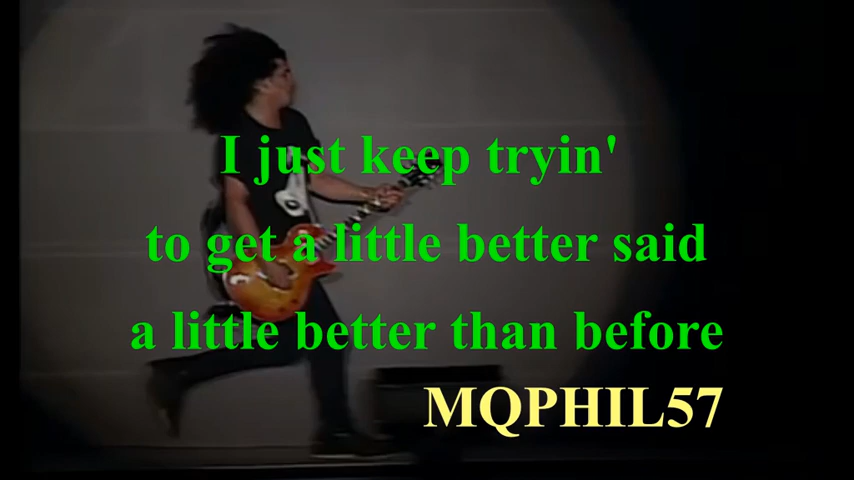 I just keep tryin'
to get a little better said
a little better than before
MQPHIL57